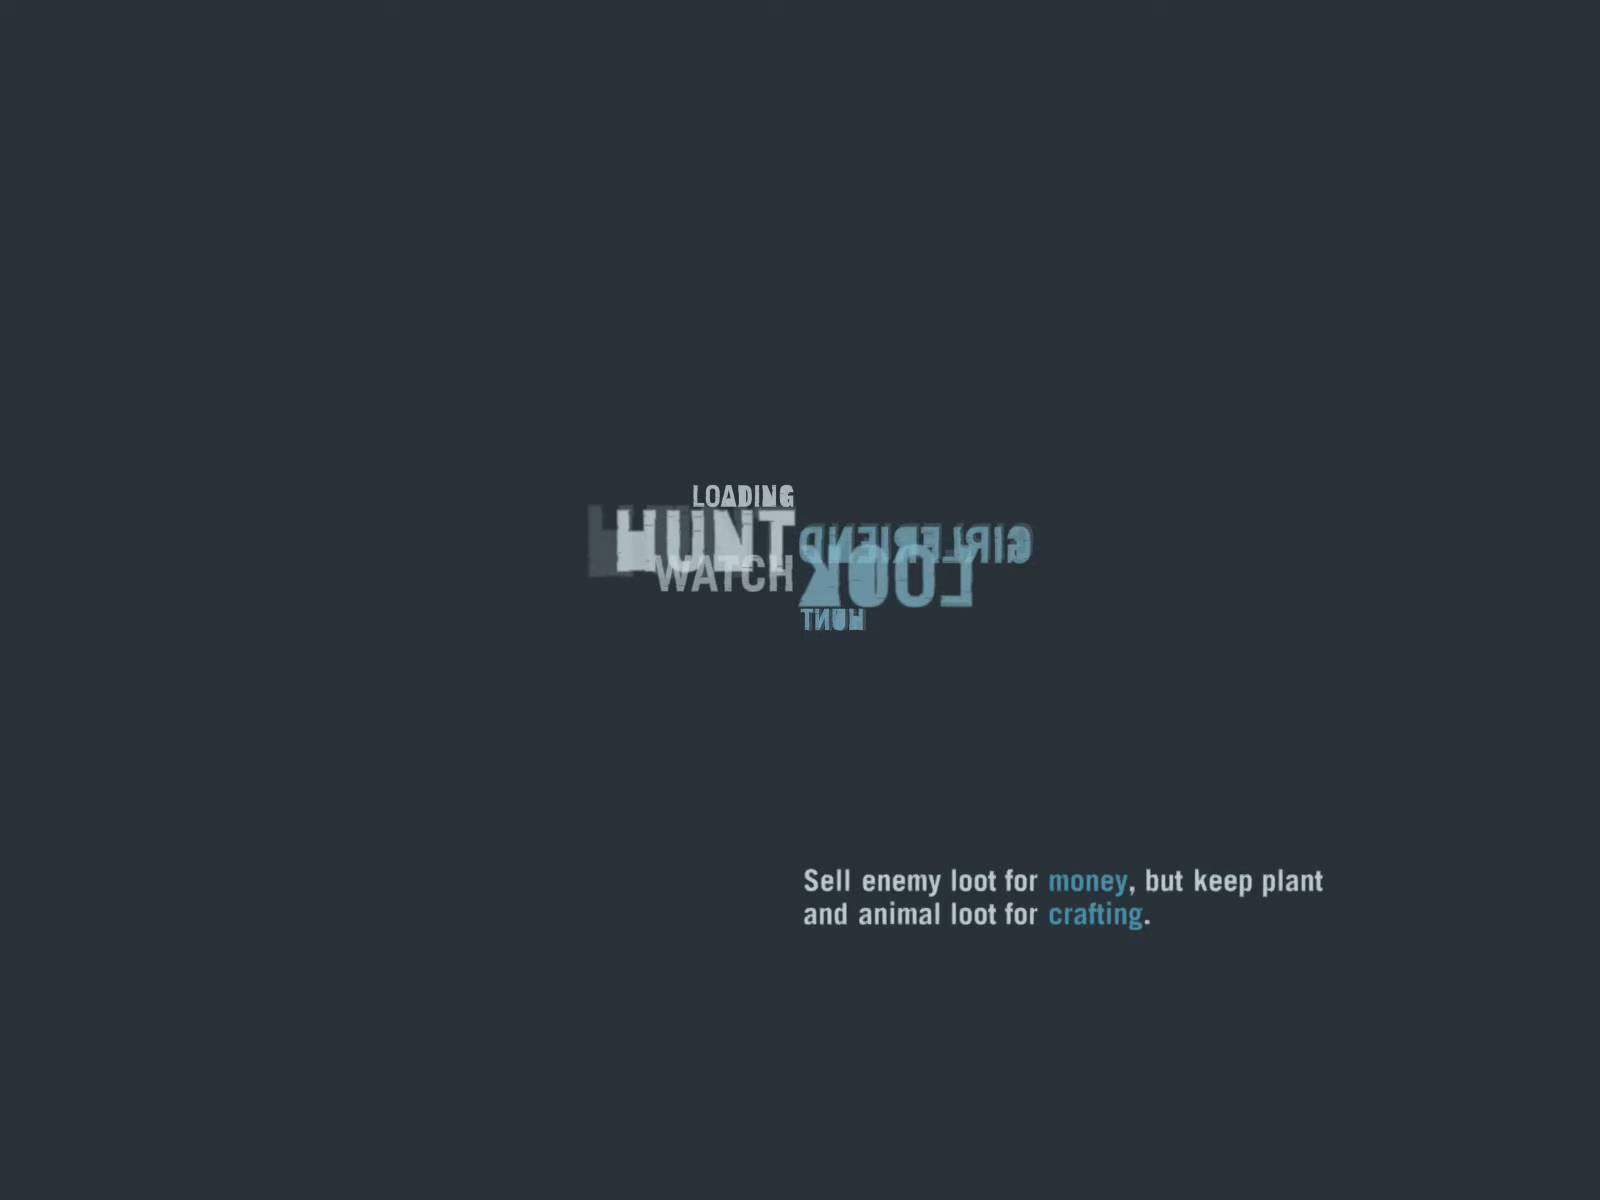 LOADING
HUNT
WATCH
GIRLFRIEND
LOOK
HUNT
Sell enemy loot for money, but keep plant
and animal loot for crafting.